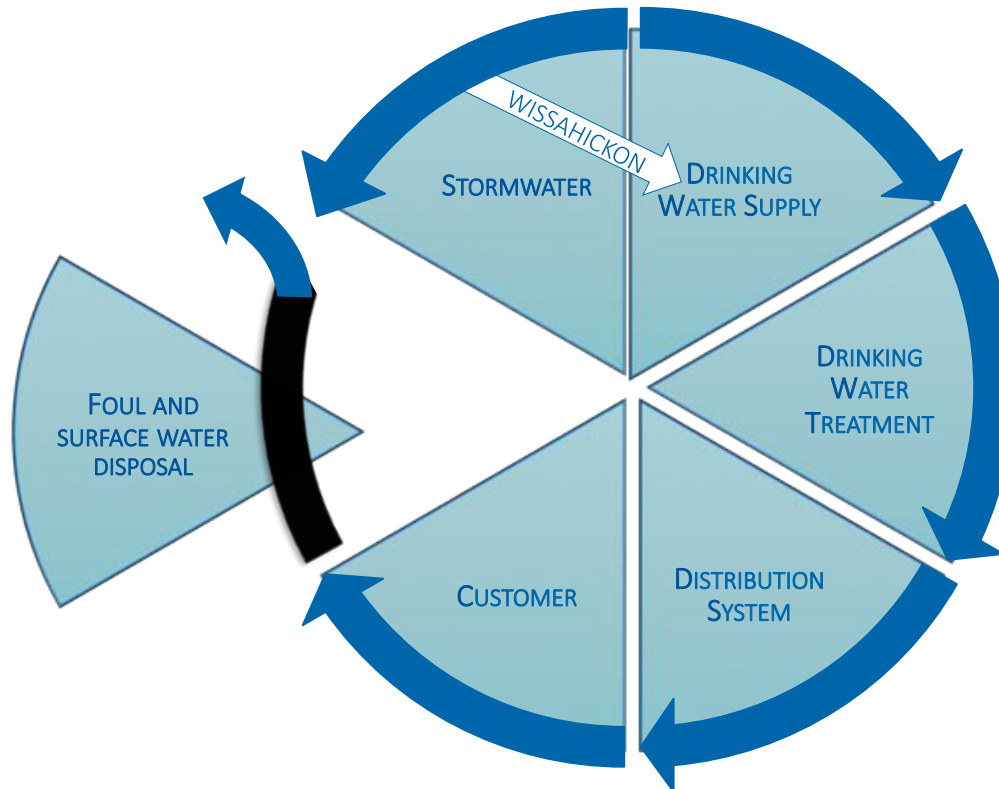 WISSAHICKON
STORMWATER
DRINKING
WATER SUPPLY
DRINKING
WATER
TREATMENT
FOUL AND
SURFACE WATER
DISPOSAL
CUSTOMER
DISTRIBUTION
SYSTEM